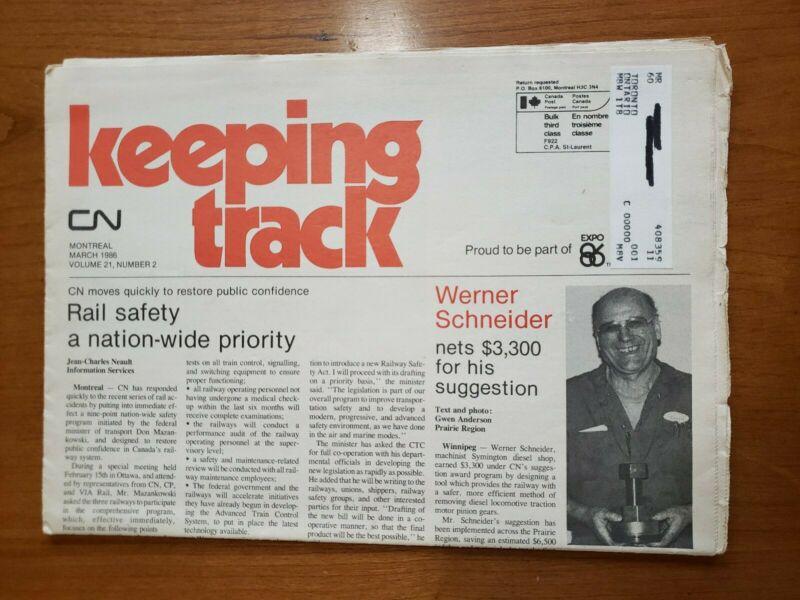 Return requested
P.O. Box 8100, Montreal H3C 3N4
Canada Postes
Post Canada
Postage paid Port payé
Bulk En nombre
third troisième
class classe
F922
C.P.A. St-Laurent
MR
60
TORONTO
ONTARIO
M8W 1T8
408359
11
C 00000 001
M8V
keeping
track
CN
MONTREAL
MARCH 1986
VOLUME 21, NUMBER 2
Proud to be part of EXPO
86
CN moves quickly to restore public confidence
Rail safety
a nation-wide priority
Jean-Charles Neault
Information Services
Montreal — CN has responded
quickly to the recent series of rail ac-
cidents by putting into immediate ef-
fect a nine-point nation-wide safety
program initiated by the federal
minister of transport Don Mazan-
kowski, and designed to restore
public confidence in Canada's rail-
way system.
During a special meeting held
February 15th in Ottawa, and attend-
ed by representatives from CN, CP,
and VIA Rail, Mr. Mazankowski
asked the three railways to participate
in the comprehensive program,
which, effective immediately,
focuses on the following points
tests on all train control, signalling,
and switching equipment to ensure
proper functioning;
• all railway operating personnel not
having undergone a medical check-
up within the last six months will
receive complete examinations;
• the railways will conduct a
performance audit of the railway
operating personnel at the super-
visory level;
• a safety and maintenance-related
review will be conducted with all rail-
way maintenance employees;
• The federal government and the
railways will accelerate initiatives
they have already begun in develop-
ing the Advanced Train Control
System, to put in place the latest
technology available.
tion to introduce a new Railway Safe-
ty Act. I will proceed with its drafting
on a priority basis,'' the minister
said. ''The legislation is part of our
overall program to improve transpor-
tation safety and to develop a
modern, progressive, and advanced
safety environment, as we have done
in the air and marine modes.''
The minister has asked the CTC
for full co-operation with his depart-
mental officials in developing the
new legislation as rapidly as possible.
He added that he will be writing to the
railways, unions, shippers, railway
safety groups, and other interested
parties for their input. ''Drafting of
the new bill will be done in a co-
operative manner, so that the final
product will be the best possible,'' he
Werner
Schneider
nets $3,300
for his
suggestion
Text and photo:
Gwen Anderson
Prairie Region
Winnipeg — Werner Schneider,
machinist Symington diesel shop,
earned $3,300 under CN's sugges-
tion award program by designing a
tool which provides the railway with
a safer, more efficient method of
removing diesel locomotive traction
motor pinion gears.
Mr. Schneider's suggestion has
been implemented across the Prairie
Region, saving an estimated $6,500